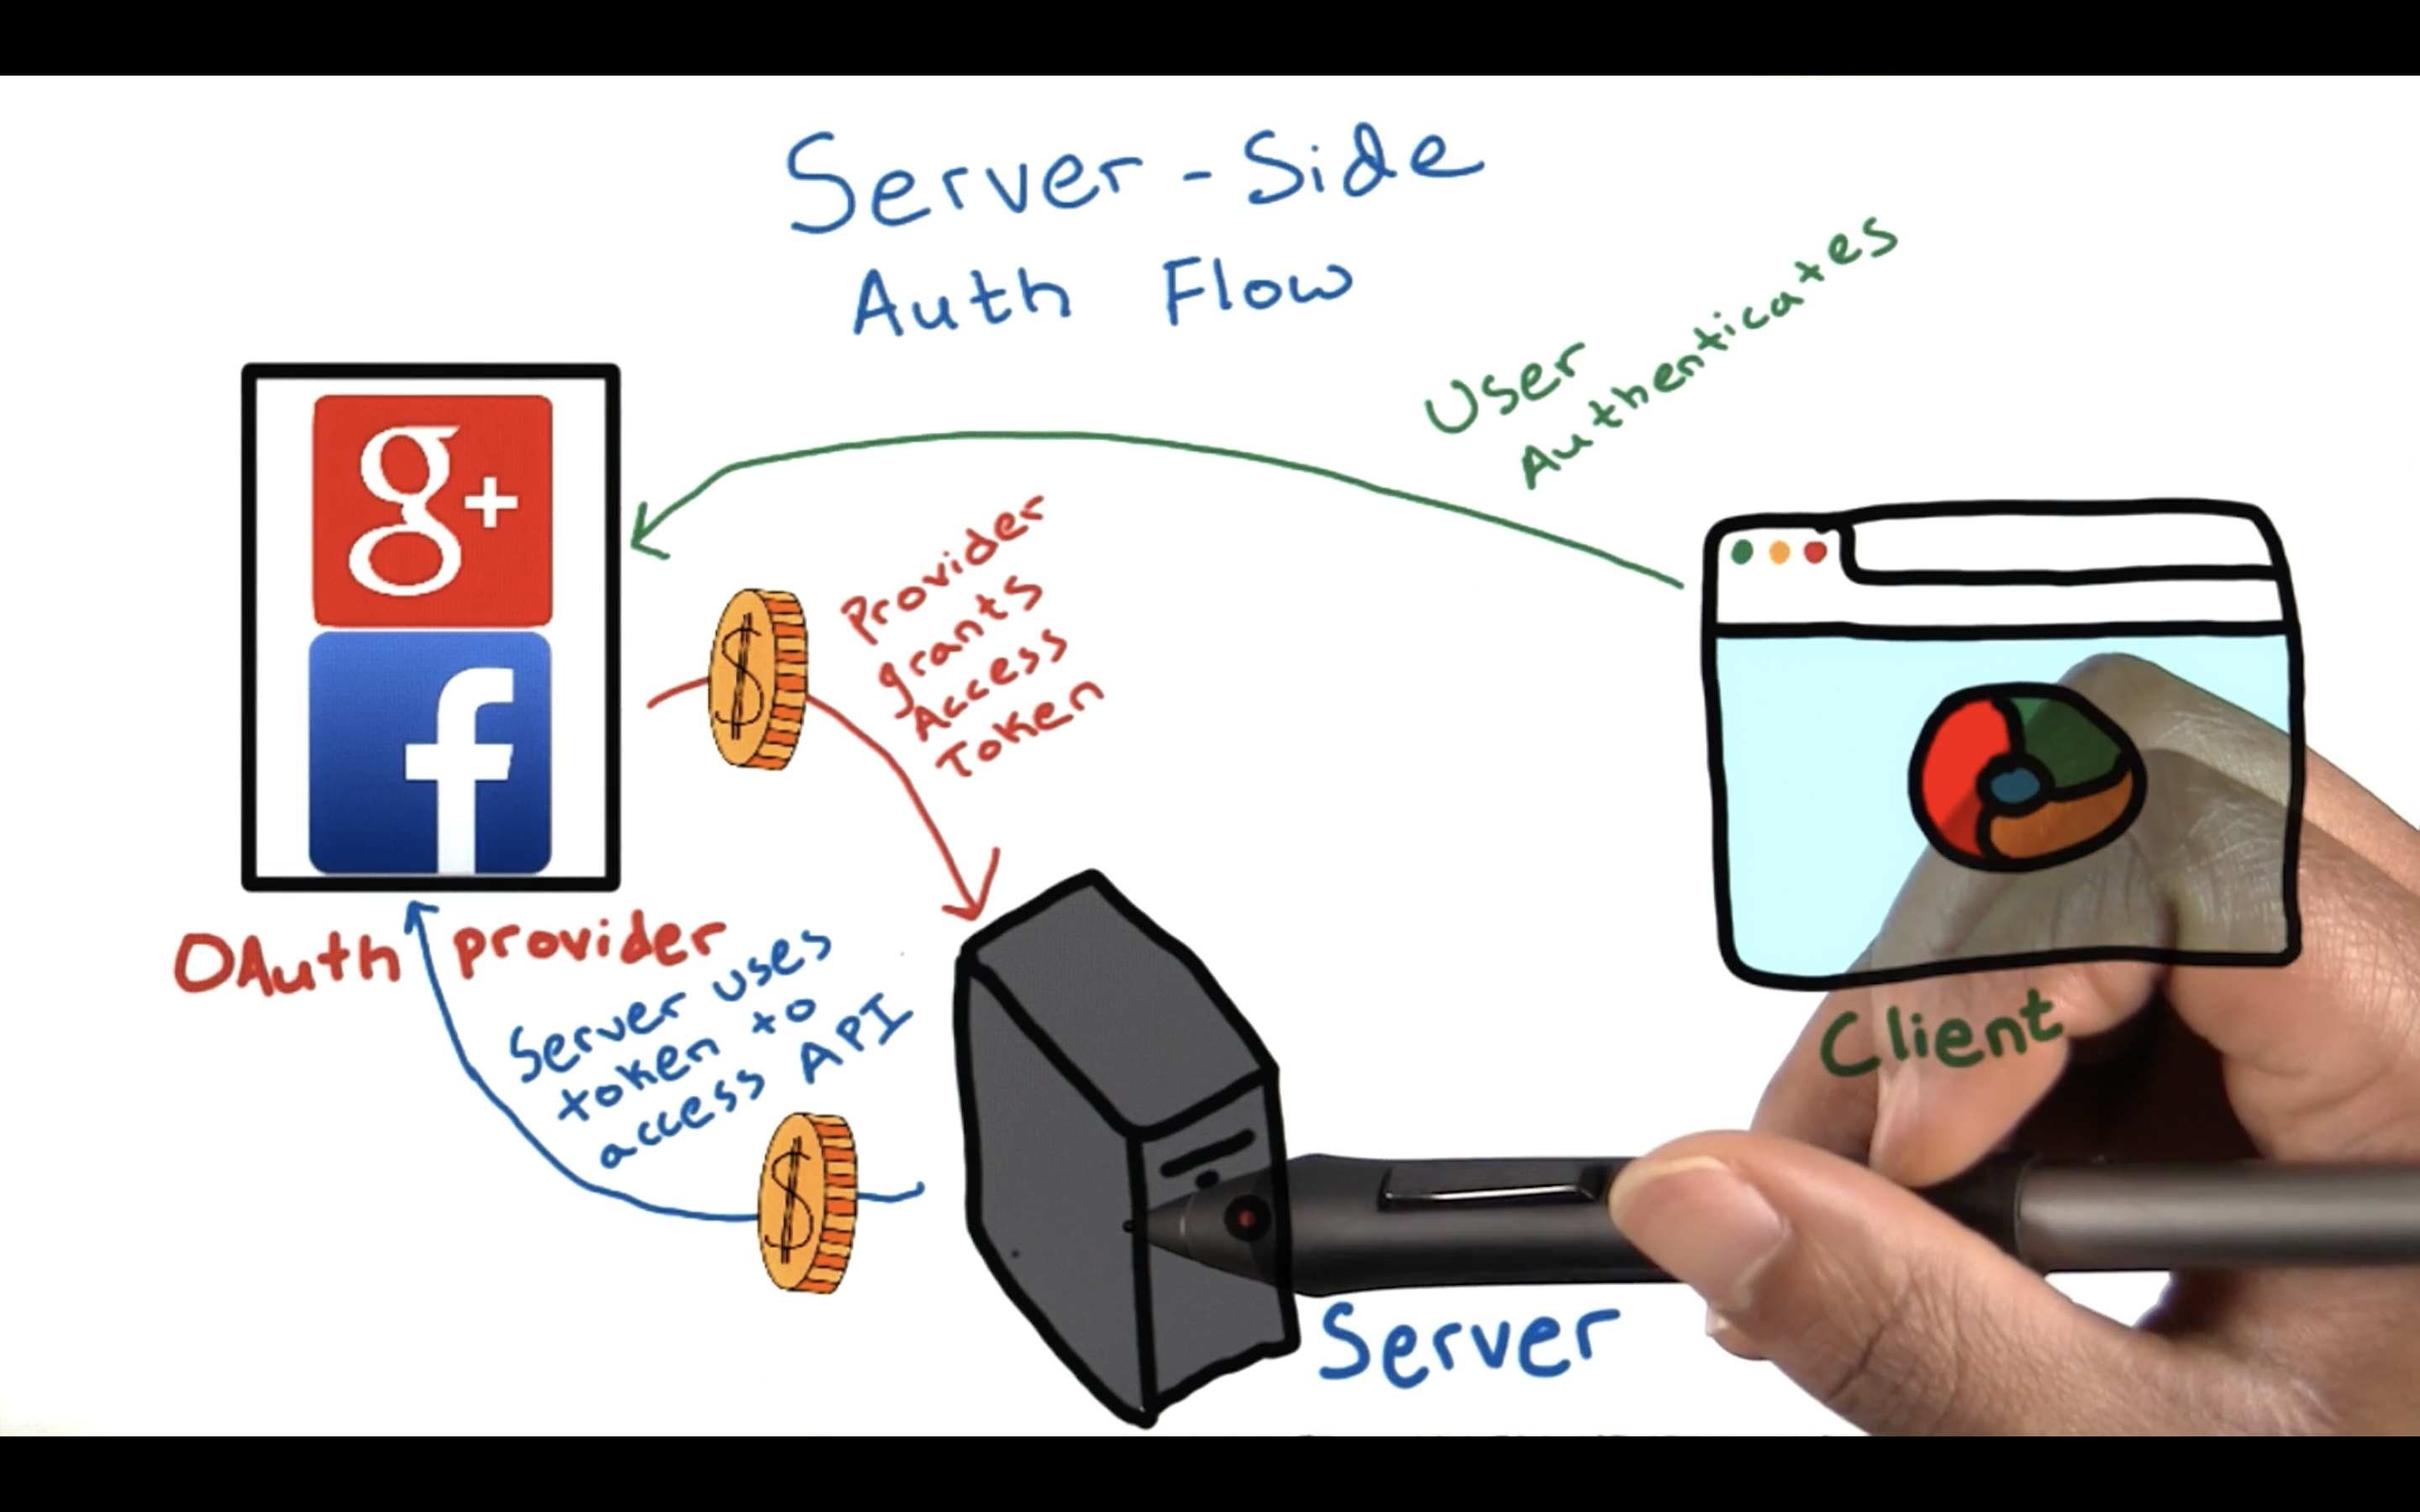 Server-Side
Auth Flow
User
Authenticates
g+
Provider
grants
Access
Token
f
OAuth provider
Server uses
token to
access API
$
$
Client
Server